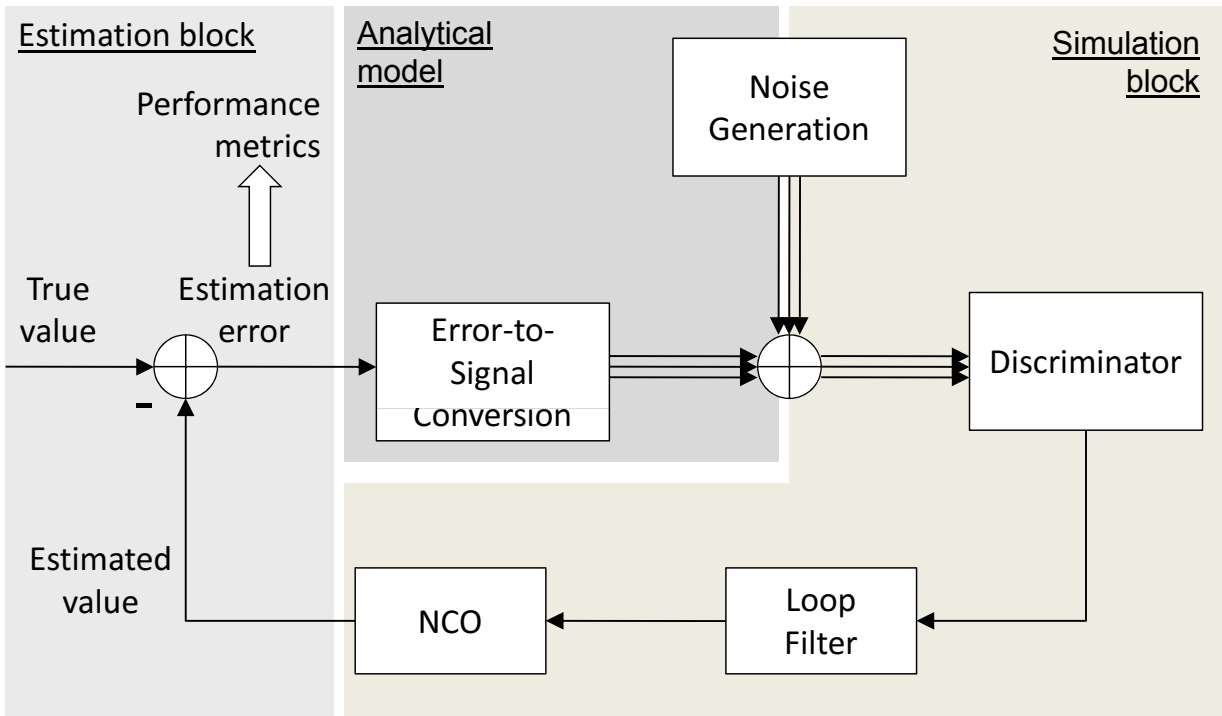 Estimation block
Analytical
model
Simulation
block
Noise
Generation
Performance
metrics
True
value
Estimation
error
-
Error-to-
Signal
Conversion
Discriminator
Estimated
value
NCO
Loop
Filter